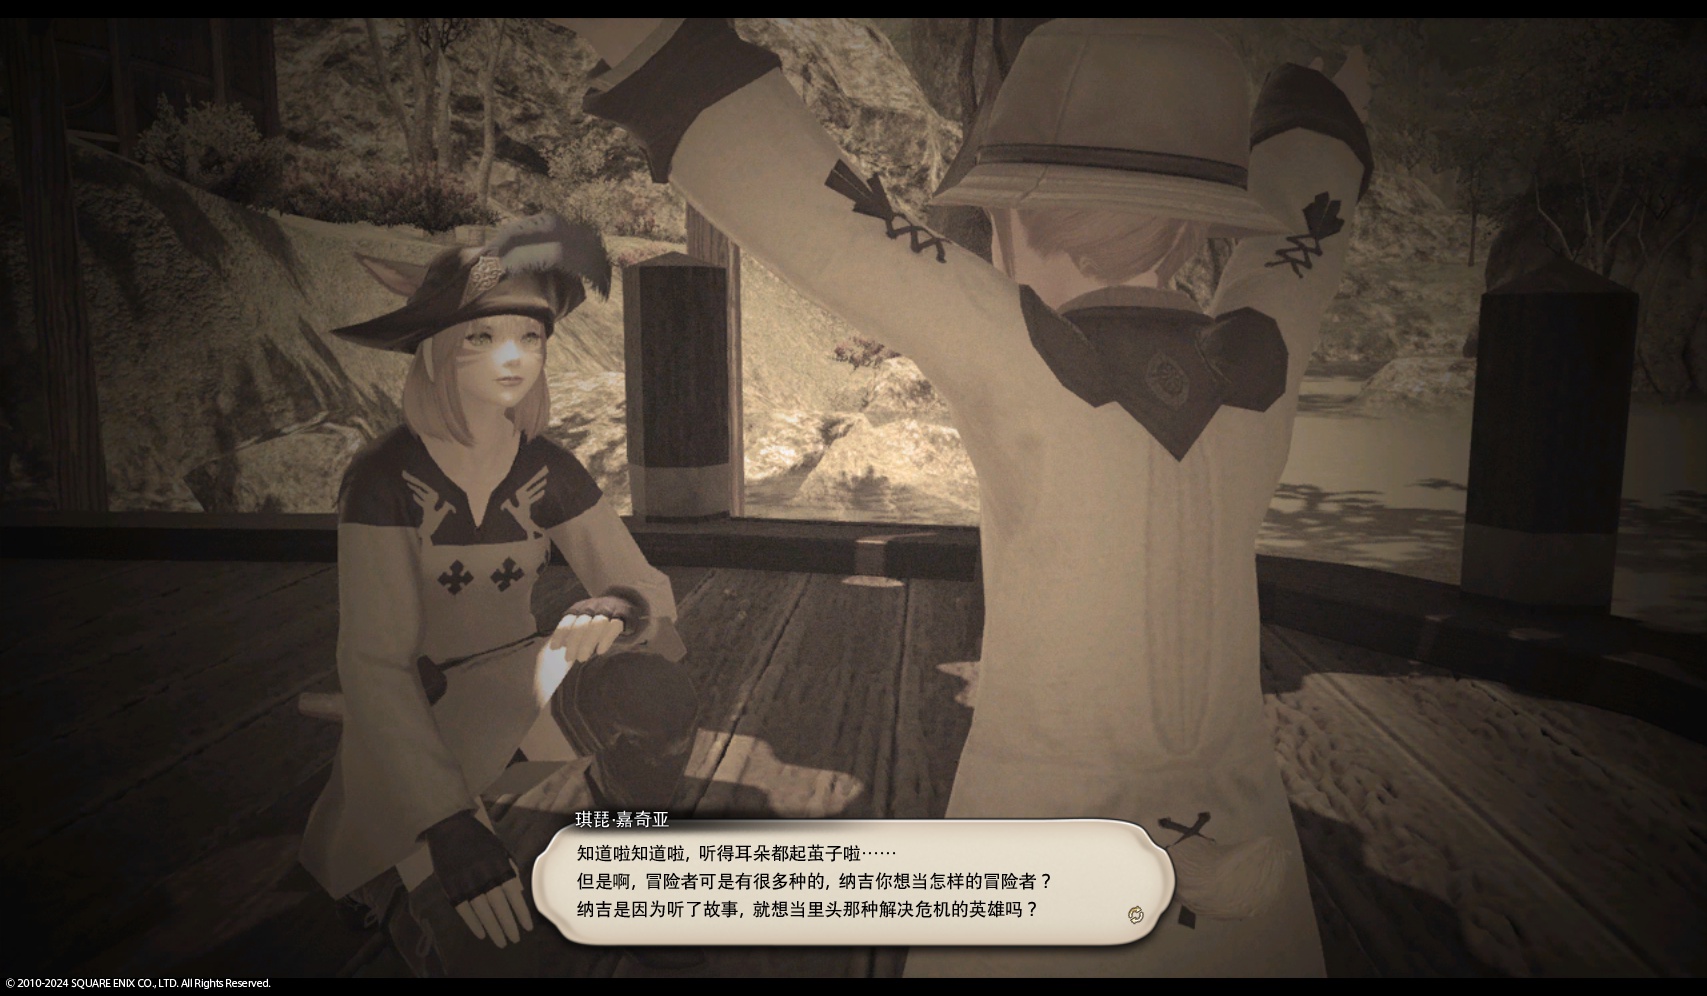 琪琵·嘉奇亚
知道啦知道啦，听得耳朵都起茧子啦……
但是啊，冒险者可是有很多种的，纳吉你想当怎样的冒险者？
纳吉是因为听了故事，就想当里头那种解决危机的英雄吗？
© 2010-2024 SQUARE ENIX CO., LTD. All Rights Reserved.